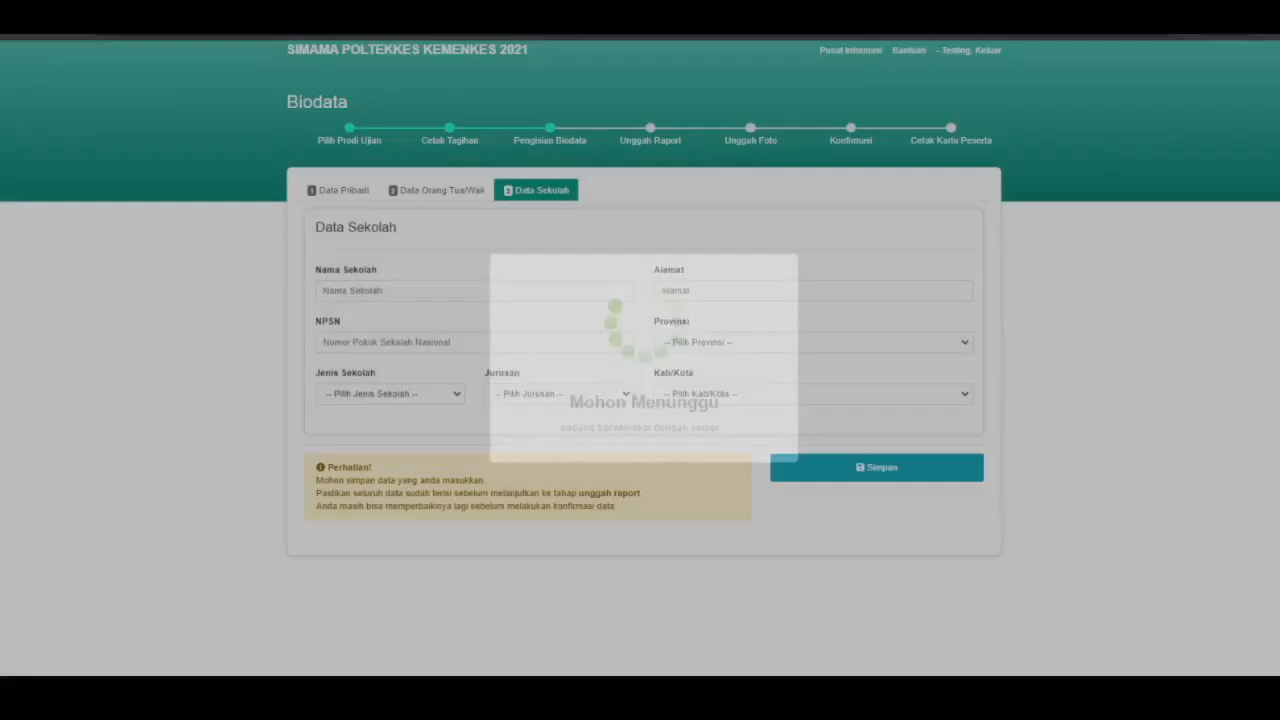 SIMAMA POLTEKKES KEMENKES 2021
Pusat Informasi Bantuan - Testing, Keluar
Biodata
Pilih Prodi Ujian
Cetak Tagihan
Pengisian Biodata
Unggah Raport
Unggah Foto
Konfirmasi
Cetak Kartu Peserta
1 Data Pribadi
2 Data Orang Tua/Wali
3 Data Sekolah
Data Sekolah
Nama Sekolah
Alamat
Nama Sekolah
Alamat
NPSN
Provinsi
Nomor Pokok Sekolah Nasional
-- Pilih Provinsi --
Jenis Sekolah
Jurusan
Kab/Kota
-- Pilih Jenis Sekolah --
-- Pilih Jurusan --
-- Pilih Kab/Kota --
Mohon Menunggu
sedang berinteraksi dengan server
Perhatian!
Mohon simpan data yang anda masukkan.
Pastikan seluruh data sudah terisi sebelum melanjutkan ke tahap unggah raport.
Anda masih bisa memperbaikinya lagi sebelum melakukan konfirmasi data.
Simpan